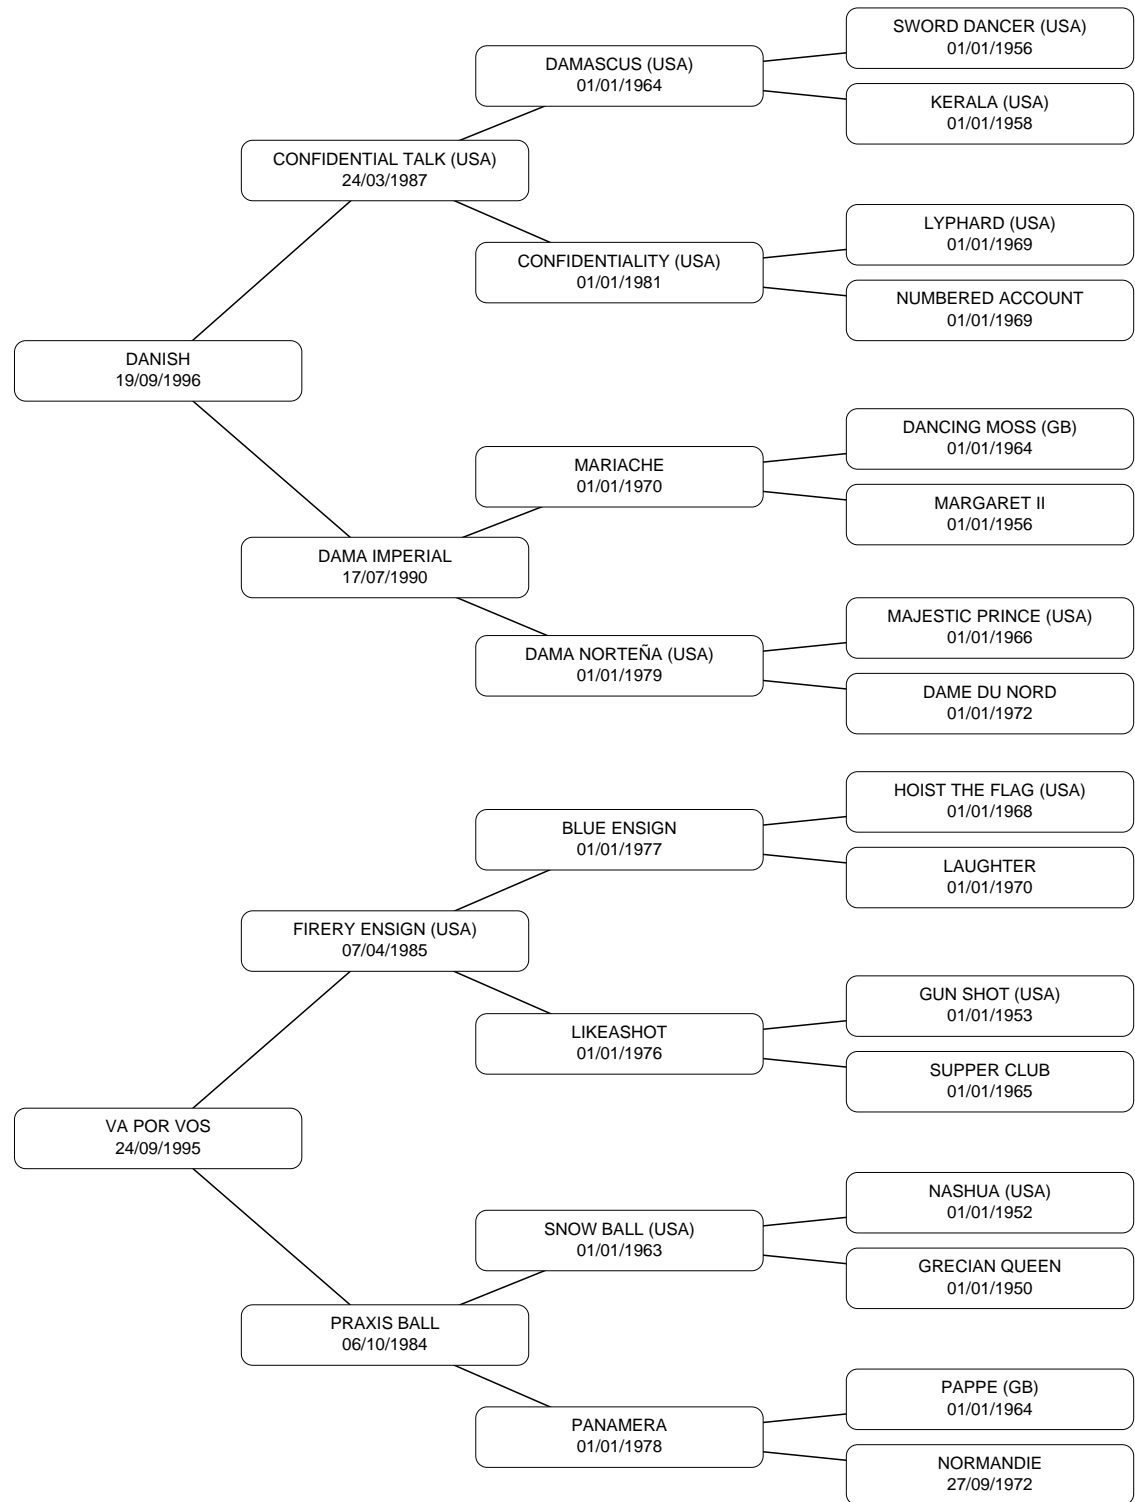 SWORD DANCER (USA)
01/01/1956
DAMASCUS (USA)
01/01/1964
KERALA (USA)
01/01/1958
CONFIDENTIAL TALK (USA)
24/03/1987
LYPHARD (USA)
01/01/1969
CONFIDENTIALITY (USA)
01/01/1981
NUMBERED ACCOUNT
01/01/1969
DANISH
19/09/1996
DANCING MOSS (GB)
01/01/1964
MARIACHE
01/01/1970
MARGARET II
01/01/1956
DAMA IMPERIAL
17/07/1990
MAJESTIC PRINCE (USA)
01/01/1966
DAMA NORTEÑA (USA)
01/01/1979
DAME DU NORD
01/01/1972
HOIST THE FLAG (USA)
01/01/1968
BLUE ENSIGN
01/01/1977
LAUGHTER
01/01/1970
FIRERY ENSIGN (USA)
07/04/1985
GUN SHOT (USA)
01/01/1953
LIKEASHOT
01/01/1976
SUPPER CLUB
01/01/1965
VA POR VOS
24/09/1995
NASHUA (USA)
01/01/1952
SNOW BALL (USA)
01/01/1963
GRECIAN QUEEN
01/01/1950
PRAXIS BALL
06/10/1984
PAPPE (GB)
01/01/1964
PANAMERA
01/01/1978
NORMANDIE
27/09/1972